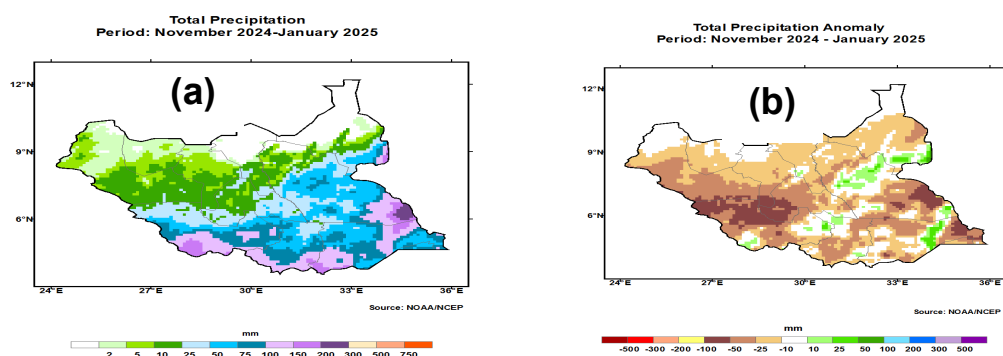 Total Precipitation
Period: November 2024-January 2025
(a)
12°N
9°N
6°N
24°E 27°E 30°E 33°E 36°E
Source: NOAA/NCEP
mm
2 5 10 25 50 75 100 150 200 300 500 750
Total Precipitation Anomaly
Period: November 2024 - January 2025
(b)
12°N
9°N
6°N
24°E 27°E 30°E 33°E 36°E
Source: NOAA/NCEP
mm
-500 -300 -200 -100 -50 -25 -10 10 25 50 100 200 300 500